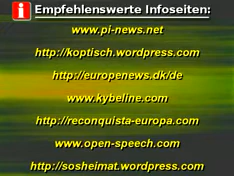 i Empfehlenswerte Infoseiten:
www.pi-news.net
http://koptisch.wordpress.com
http://europenews.dk/de
www.kybeline.com
http://reconquista-europa.com
www.open-speech.com
http://sosheimat.wordpress.com